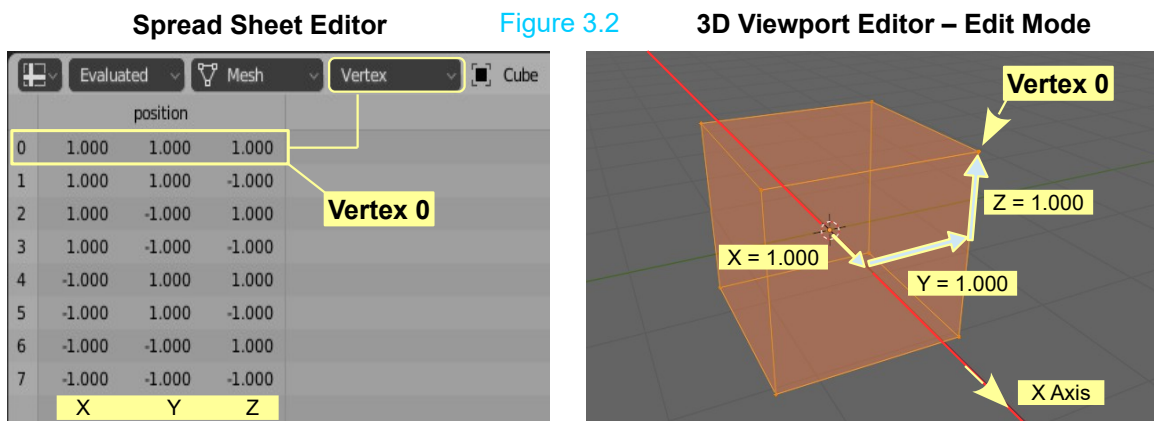 Spread Sheet Editor
Figure 3.2
3D Viewport Editor – Edit Mode
Evaluated Mesh Vertex Cube
position
0 1.000 1.000 1.000
1 1.000 1.000 -1.000
2 1.000 -1.000 1.000
3 1.000 -1.000 -1.000
4 -1.000 1.000 1.000
5 -1.000 1.000 -1.000
6 -1.000 -1.000 1.000
7 -1.000 -1.000 -1.000
X Y Z
Vertex 0
Vertex 0
Z = 1.000
X = 1.000
Y = 1.000
X Axis